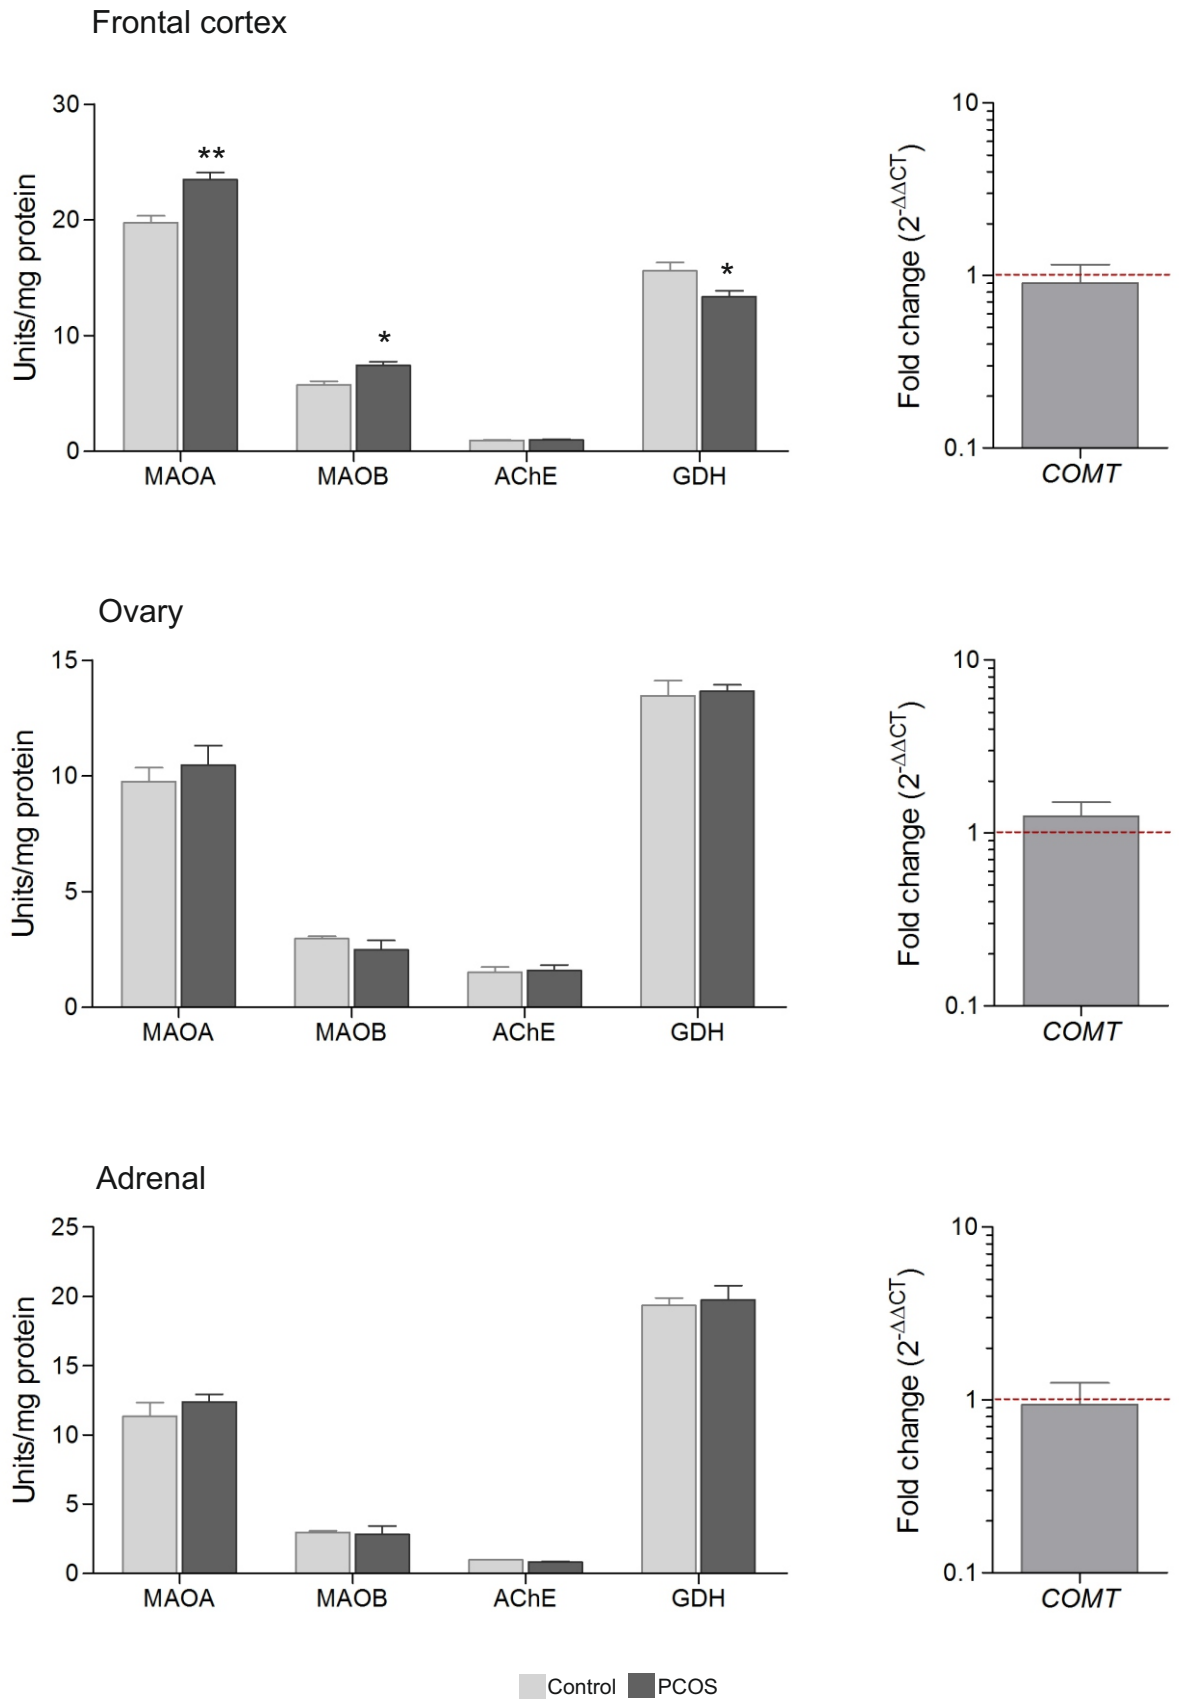 Frontal cortex
Units/mg protein
30
20
10
0
**
*
*
MAOA MAOB AChE GDH
Fold change (2^-ΔΔCT)
10
1
0.1
COMT
Ovary
Units/mg protein
15
10
5
0
MAOA MAOB AChE GDH
Fold change (2^-ΔΔCT)
10
1
0.1
COMT
Adrenal
Units/mg protein
25
20
15
10
5
0
MAOA MAOB AChE GDH
Fold change (2^-ΔΔCT)
10
1
0.1
COMT
Control PCOS